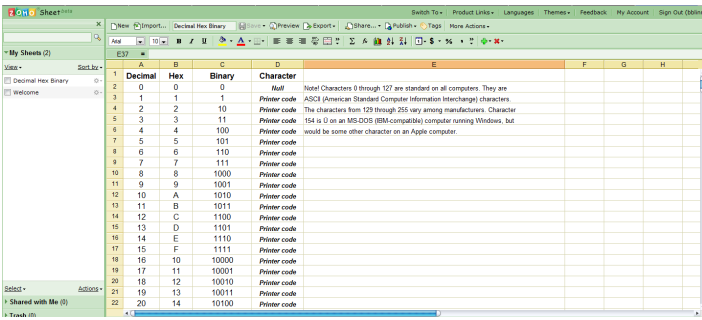 ZOHO Sheet BETA
Switch To Product Links Languages Themes Feedback My Account Sign Out
New Import... Decimal Hex Binary Save Preview Export Share... Publish Tags More Actions
Arial 10 B I U A Σ $ %
My Sheets (2)
View Sort by
Decimal Hex Binary
Welcome
Select Actions
Shared with Me (0)
Trash (0)
E37 =
A B C D E F G H
1 Decimal Hex Binary Character
2 0 0 0 Null Note! Characters 0 through 127 are standard on all computers. They are
3 1 1 1 Printer code ASCII (American Standard Computer Information Interchange) characters.
4 2 2 10 Printer code The characters from 129 through 255 vary among manufacturers. Character
5 3 3 11 Printer code 154 is Ü on an MS-DOS (IBM-compatible) computer running Windows, but
6 4 4 100 Printer code would be some other character on an Apple computer.
7 5 5 101 Printer code
8 6 6 110 Printer code
9 7 7 111 Printer code
10 8 8 1000 Printer code
11 9 9 1001 Printer code
12 10 A 1010 Printer code
13 11 B 1011 Printer code
14 12 C 1100 Printer code
15 13 D 1101 Printer code
16 14 E 1110 Printer code
17 15 F 1111 Printer code
18 16 10 10000 Printer code
19 17 11 10001 Printer code
20 18 12 10010 Printer code
21 19 13 10011 Printer code
22 20 14 10100 Printer code